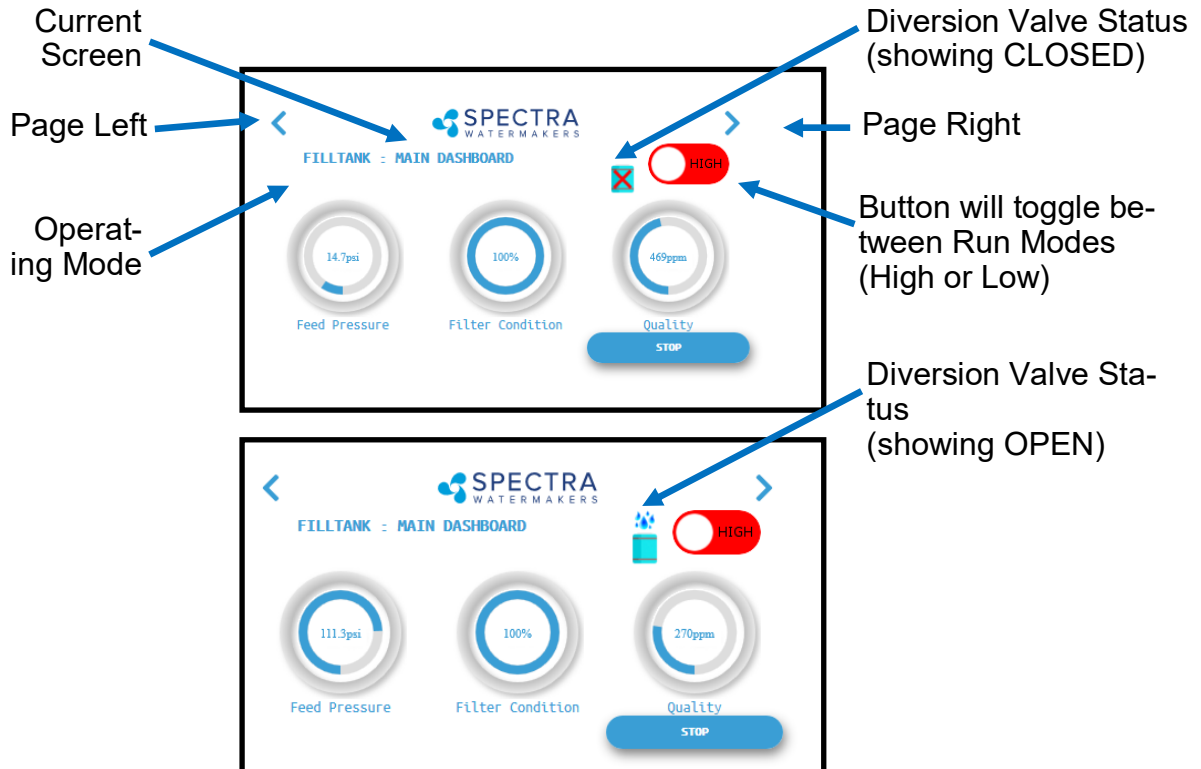 Current
Screen
Page Left
Operat-
ing Mode
Diversion Valve Status
(showing CLOSED)
Page Right
Button will toggle be-
tween Run Modes
(High or Low)
SPECTRA
WATERMAKERS
FILLTANK : MAIN DASHBOARD
HIGH
14.7psi
100%
469ppm
Feed Pressure
Filter Condition
Quality
STOP
Diversion Valve Sta-
tus
(showing OPEN)
SPECTRA
WATERMAKERS
FILLTANK : MAIN DASHBOARD
HIGH
111.3psi
100%
270ppm
Feed Pressure
Filter Condition
Quality
STOP